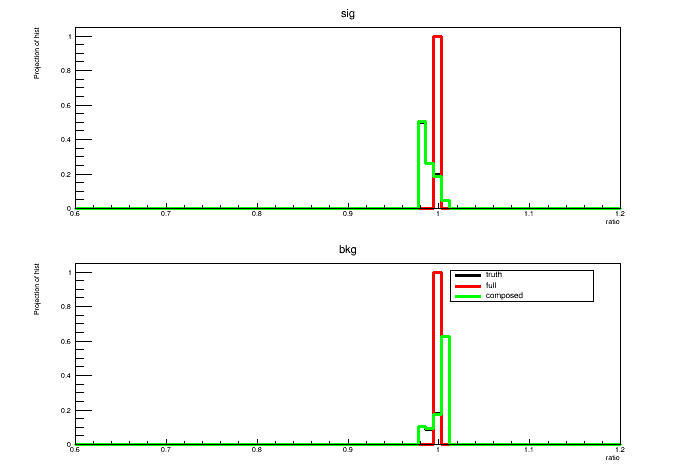 sig
Projection of hist
1
0.8
0.6
0.4
0.2
0
0.6 0.7 0.8 0.9 1 1.1 1.2
ratio
bkg
Projection of hist
truth
full
composed
1
0.8
0.6
0.4
0.2
0
0.6 0.7 0.8 0.9 1 1.1 1.2
ratio